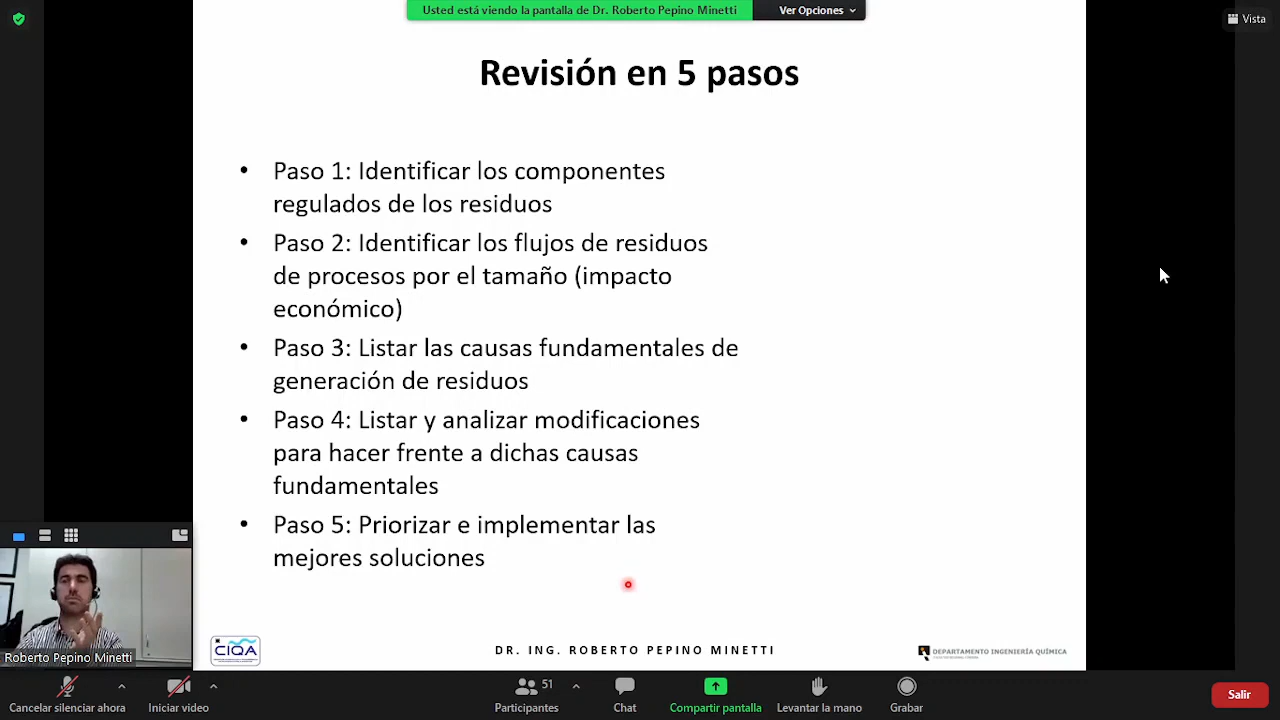 Usted está viendo la pantalla de Dr. Roberto Pepino Minetti
Ver Opciones
Vista
Revisión en 5 pasos
• Paso 1: Identificar los componentes
regulados de los residuos
• Paso 2: Identificar los flujos de residuos
de procesos por el tamaño (impacto
económico)
• Paso 3: Listar las causas fundamentales de
generación de residuos
• Paso 4: Listar y analizar modificaciones
para hacer frente a dichas causas
fundamentales
• Paso 5: Priorizar e implementar las
mejores soluciones
CIQA
DR. ING. ROBERTO PEPINO MINETTI
DEPARTAMENTO INGENIERÍA QUÍMICA
Roberto Pepino Minetti
Cancelar silenciar ahora
Iniciar video
51
Participantes
Chat
Compartir pantalla
Levantar la mano
Grabar
Salir